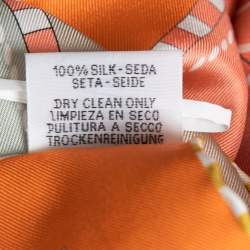 100% SILK-SEDA
SETA-SEIDE
DRY CLEAN ONLY
LIMPIEZA EN SECO
PULITURA A SECCO
TROCKENREINIGUNG